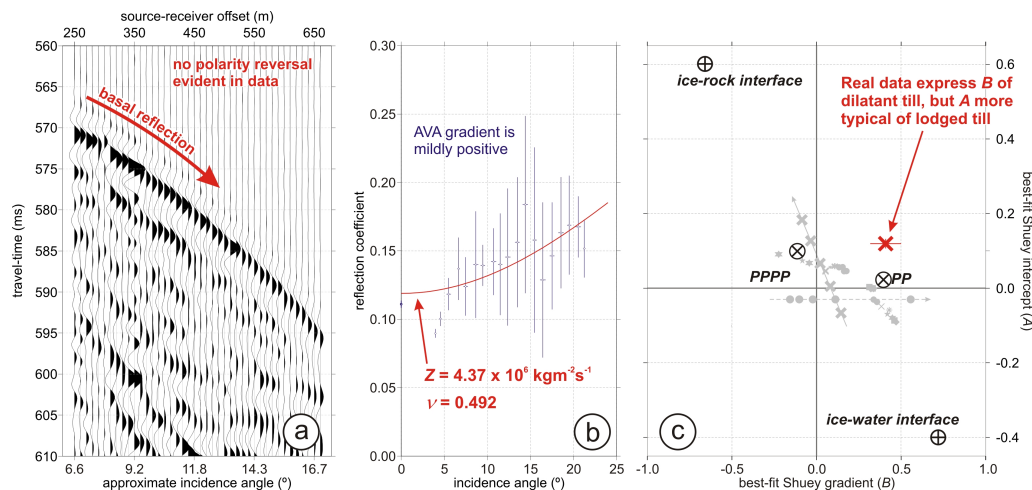 source-receiver offset (m)
250 350 450 550 650
no polarity reversal
evident in data
basal reflection
travel-time (ms)
560
565
570
575
580
585
590
595
600
605
610
6.6 9.2 11.8 14.3 16.7
approximate incidence angle (º)
a
0.30
0.25
0.20
0.15
0.10
0.05
0.00
reflection coefficient
AVA gradient is
mildly positive
Z = 4.37 x 10⁶ kgm⁻²s⁻¹
ν = 0.492
0 5 10 15 20 25
incidence angle (º)
b
ice-rock interface
Real data express B of
dilatant till, but A more
typical of lodged till
PPPP
PP
ice-water interface
0.6
0.4
0.2
0.0
-0.2
-0.4
best-fit Shuey intercept (A)
-1.0 -0.5 0.0 0.5 1.0
best-fit Shuey gradient (B)
c